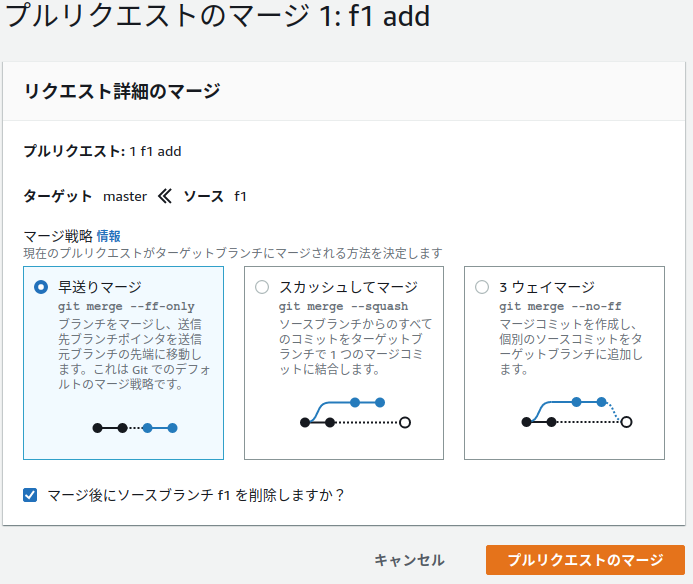 プルリクエストのマージ 1: f1 add
リクエスト詳細のマージ
プルリクエスト: 1 f1 add
ターゲット master ≪ ソース f1
マージ戦略 情報
現在のプルリクエストがターゲットブランチにマージされる方法を決定します
早送りマージ
git merge --ff-only
ブランチをマージし、送信
先ブランチポインタを送信
元ブランチの先端に移動し
ます。これは Git でのデフォ
ルトのマージ戦略です。
スカッシュしてマージ
git merge --squash
ソースブランチからのすべて
のコミットをターゲットブ
ランチで 1 つのマージコミ
ットに結合します。
3 ウェイマージ
git merge --no-ff
マージコミットを作成し、
個別のソースコミットをタ
ーゲットブランチに追加し
ます。
マージ後にソースブランチ f1 を削除しますか？
キャンセル
プルリクエストのマージ